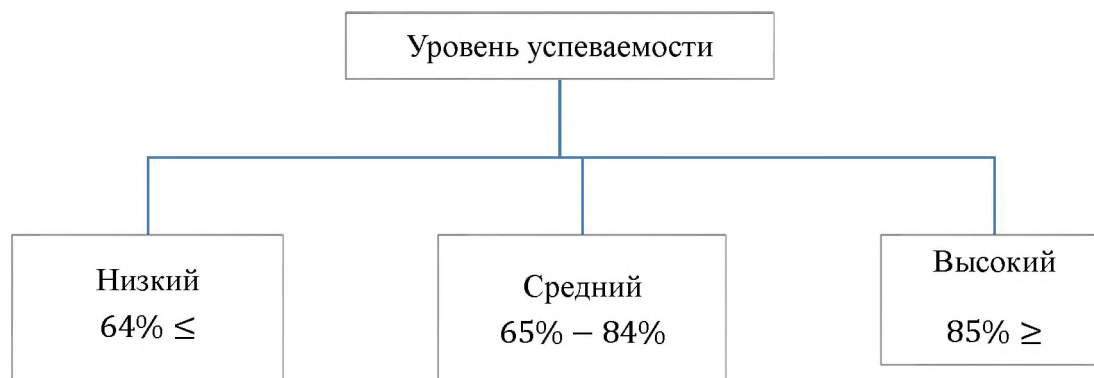 Уровень успеваемости
Низкий
64% ≤
Средний
65% − 84%
Высокий
85% ≥